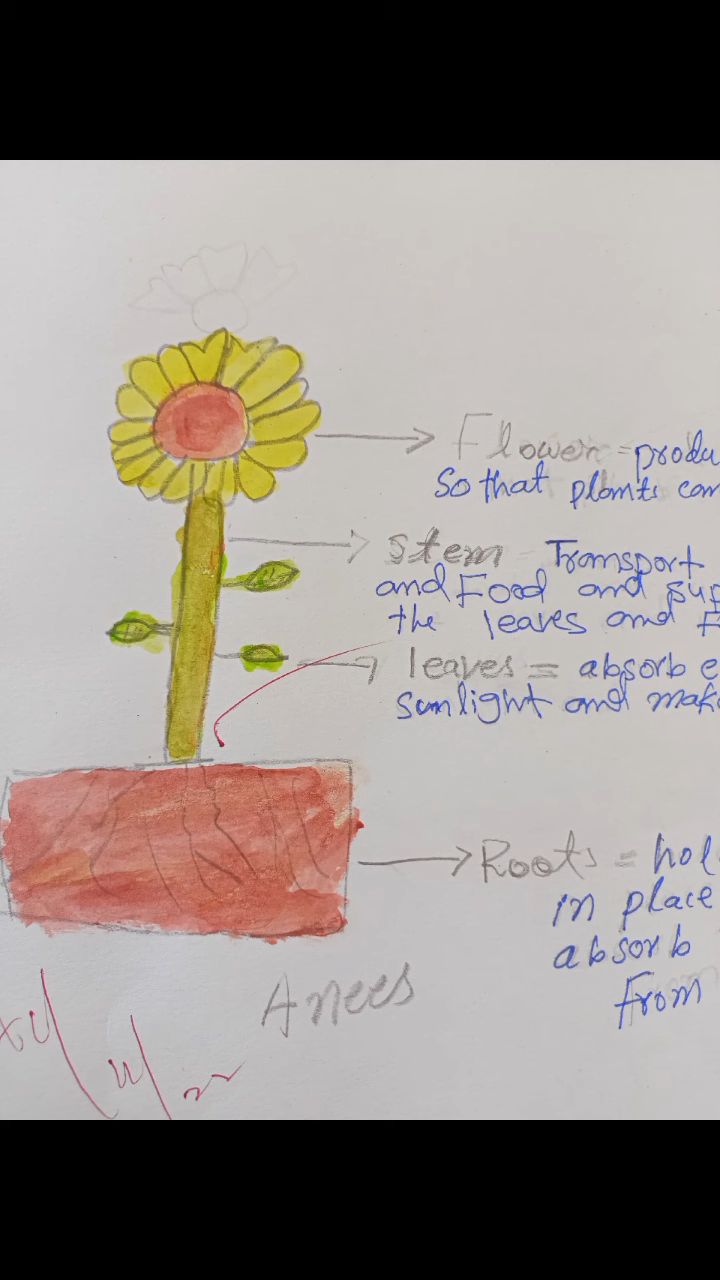 Flower = produ
So that plants can
Stem Transport
and Food and sup
the leaves and F
leaves = absorb e
sunlight and mak
Roots = hol
in place
absorb
From
Anees